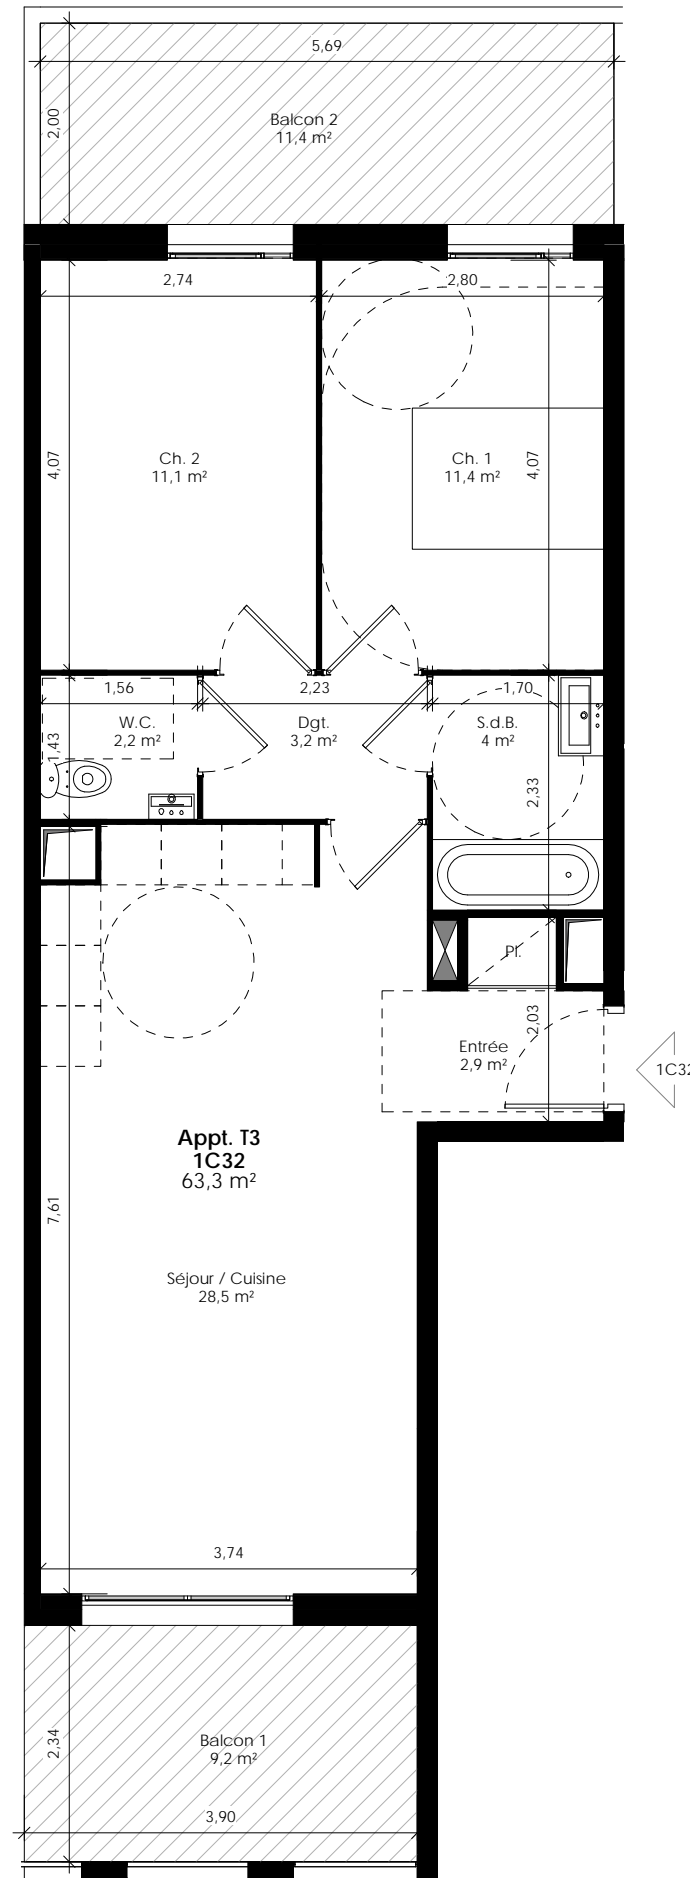 5,69
2,00
Balcon 2
11,4 m²
2,74
2,80
4,07
Ch. 2
11,1 m²
Ch. 1
11,4 m²
4,07
1,56
2,23
1,70
W.C.
2,2 m²
1,43
Dgt.
3,2 m²
S.d.B.
4 m²
2,33
Pl.
2,03
Entrée
2,9 m²
1C32
Appt. T3
1C32
63,3 m²
7,61
Séjour / Cuisine
28,5 m²
3,74
2,34
Balcon 1
9,2 m²
3,90